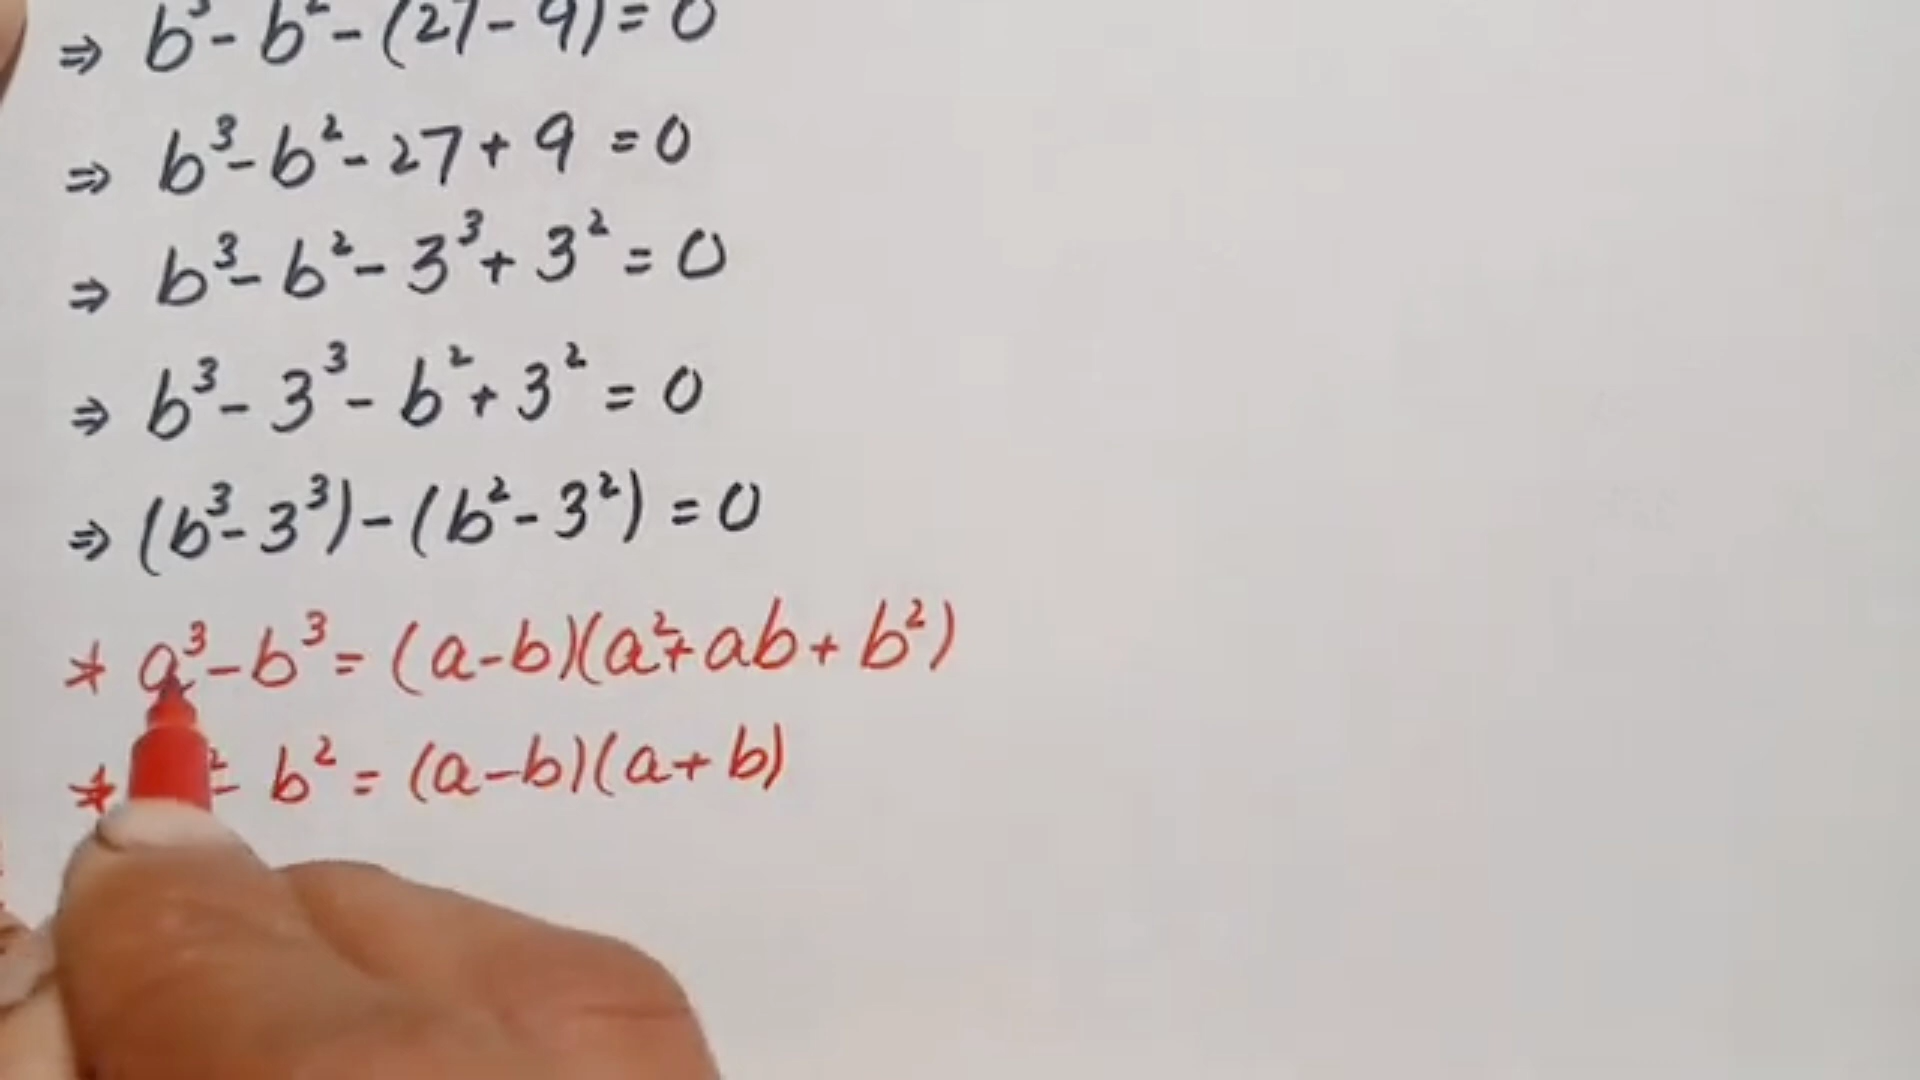 ⇒ b³ - b² - (27 - 9) = 0
⇒ b³ - b² - 27 + 9 = 0
⇒ b³ - b² - 3³ + 3² = 0
⇒ b³ - 3³ - b² + 3² = 0
⇒ (b³ - 3³) - (b² - 3²) = 0
* a³ - b³ = (a - b)(a² + ab + b²)
* ² - b² = (a - b)(a + b)